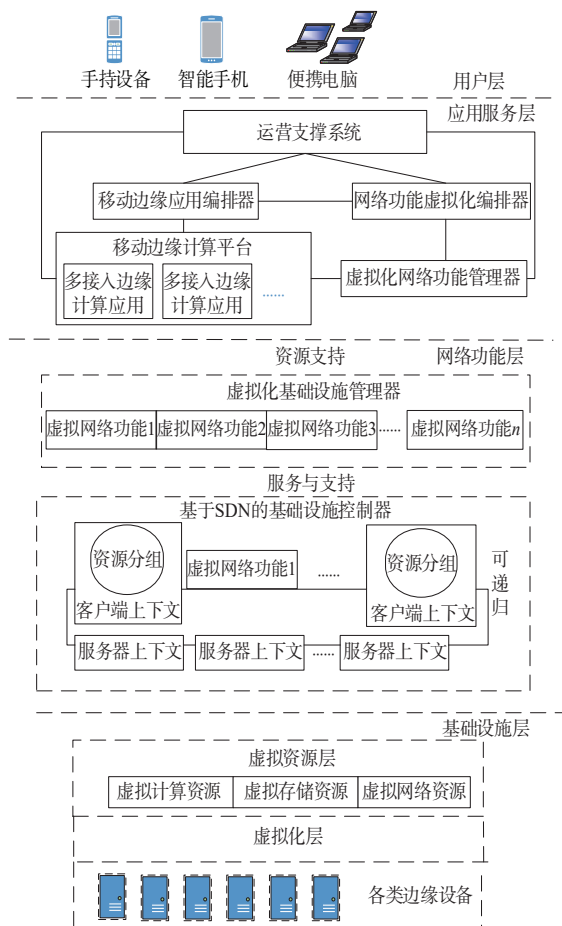 手持设备
智能手机
便携电脑
用户层
应用服务层
运营支撑系统
移动边缘应用编排器
网络功能虚拟化编排器
移动边缘计算平台
多接入边缘
计算应用
多接入边缘
计算应用
......
虚拟化网络功能管理器
资源支持
网络功能层
虚拟化基础设施管理器
虚拟网络功能1
虚拟网络功能2
虚拟网络功能3
......
虚拟网络功能n
服务与支持
基于SDN的基础设施控制器
资源分组
客户端上下文
虚拟网络功能1
......
资源分组
客户端上下文
可
递
归
服务器上下文
服务器上下文
......
服务器上下文
基础设施层
虚拟资源层
虚拟计算资源
虚拟存储资源
虚拟网络资源
虚拟化层
各类边缘设备